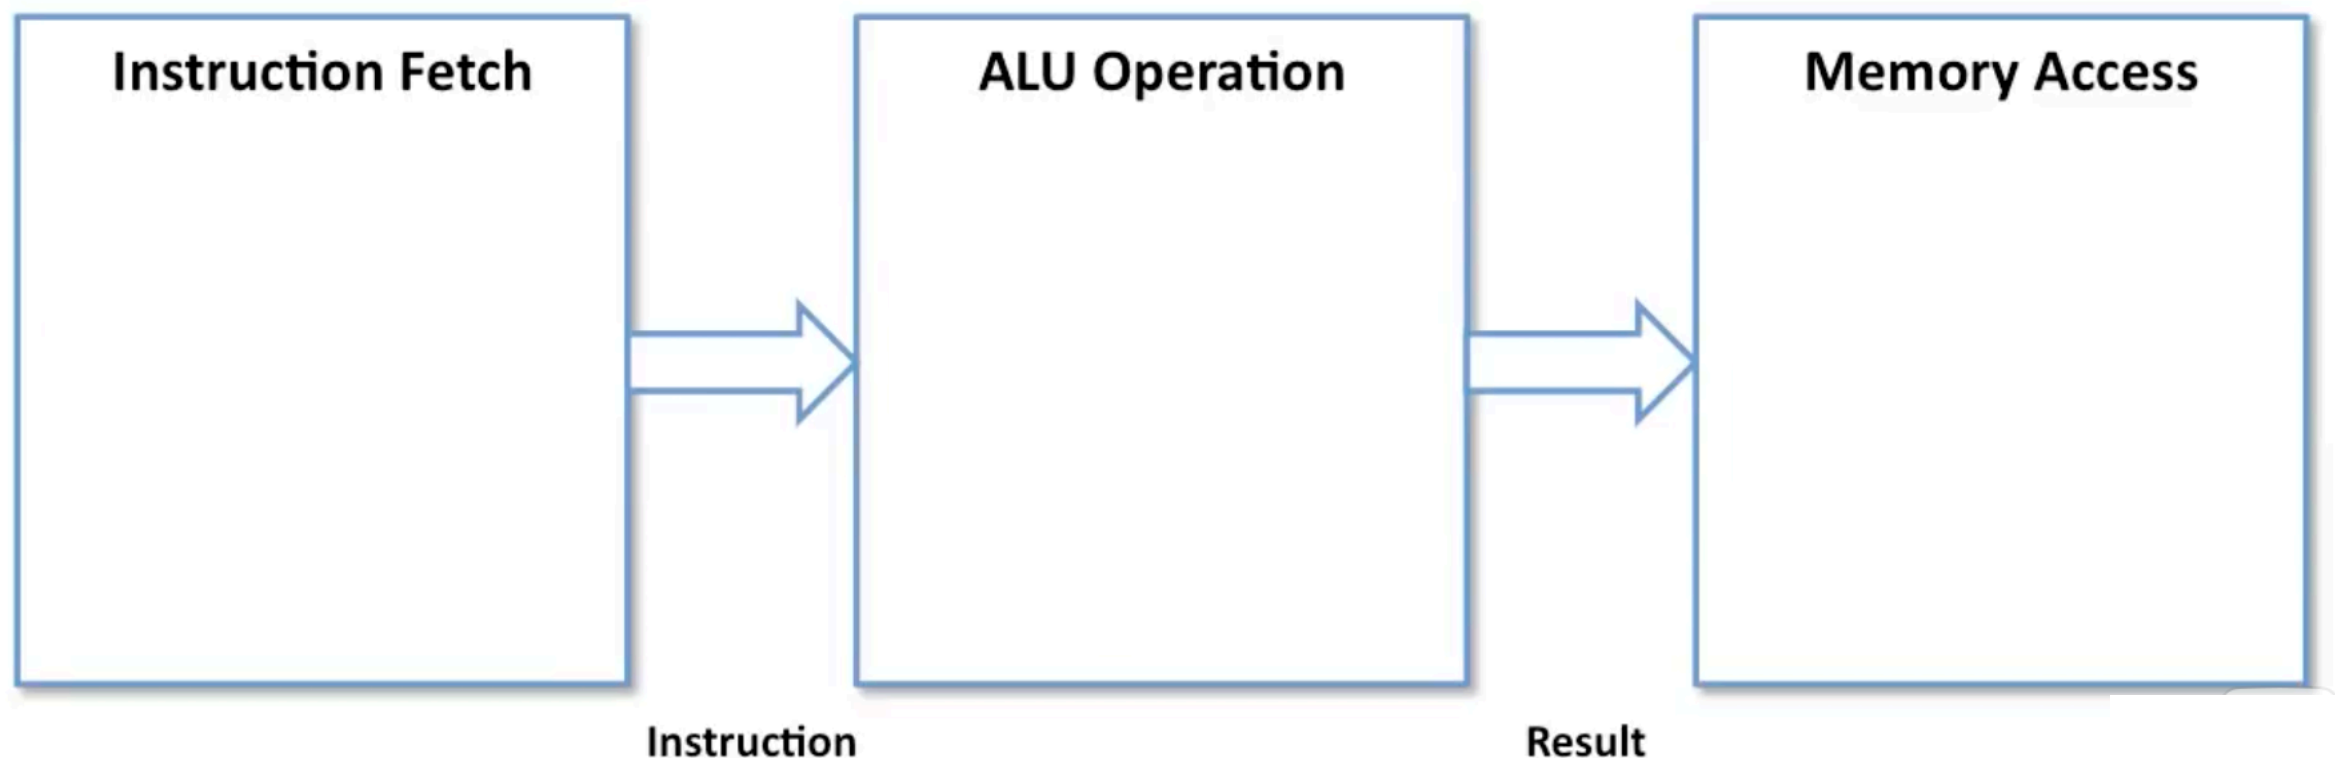 Instruction Fetch
ALU Operation
Memory Access
Instruction
Result